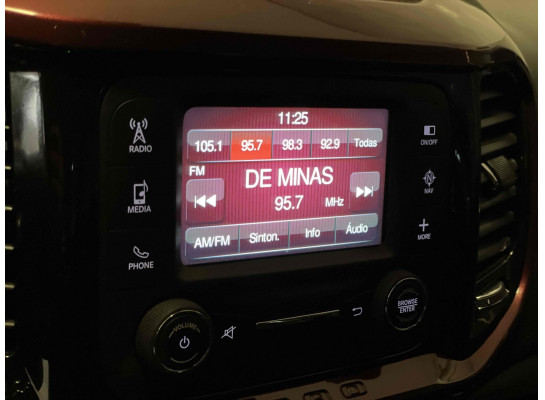 11:25
105.1 95.7 98.3 92.9 Todas
FM
DE MINAS
95.7 MHz
AM/FM Sinton. Info Áudio
RADIO
MEDIA
PHONE
ON/OFF
NAV
MORE
VOLUME
BROWSE
ENTER